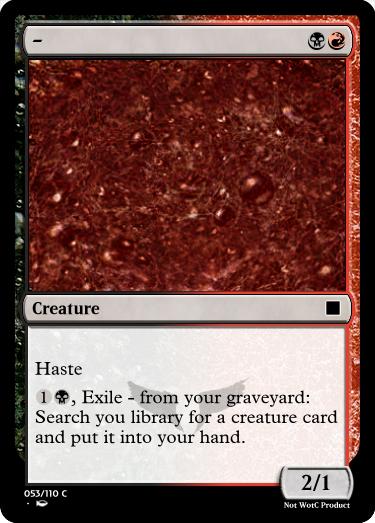 -
Creature
Haste
1, Exile - from your graveyard:
Search you library for a creature card
and put it into your hand.
2/1
053/110 C
Not WotC Product